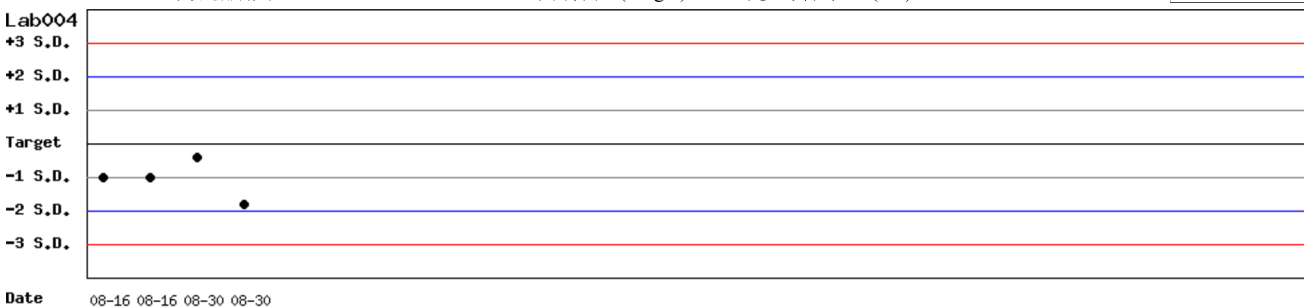 Lab004
+3 S.D.
+2 S.D.
+1 S.D.
Target
-1 S.D.
-2 S.D.
-3 S.D.
Date 08-16 08-16 08-30 08-30